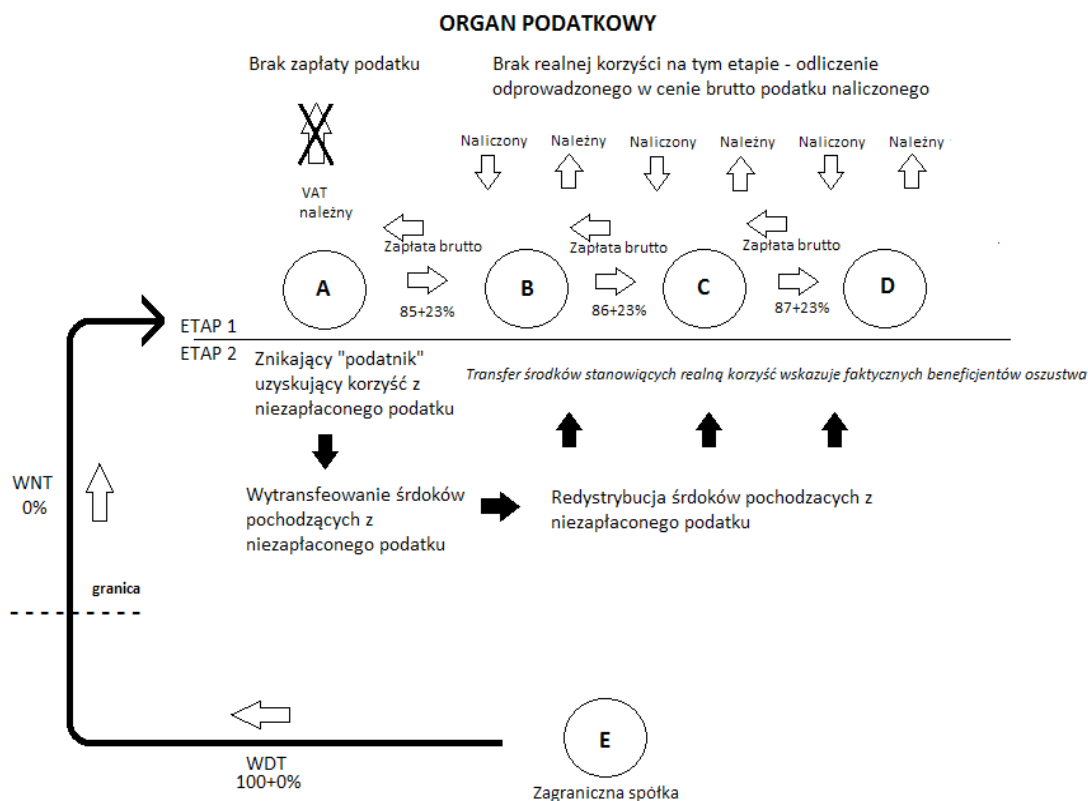 ORGAN PODATKOWY
Brak zapłaty podatku
Brak realnej korzyści na tym etapie - odliczenie
odprowadzonego w cenie brutto podatku naliczonego
Naliczony
Należny
Naliczony
Należny
Naliczony
Należny
VAT
należny
Zapłata brutto
Zapłata brutto
Zapłata brutto
A
B
C
D
85+23%
86+23%
87+23%
ETAP 1
ETAP 2
Znikający "podatnik"
uzyskujący korzyść z
niezapłaconego podatku
Transfer środków stanowiących realną korzyść wskazuje faktycznych beneficjentów oszustwa
WNT
0%
Wytransfeowanie śrdoków
pochodzących z
niezapłaconego podatku
Redystrybucja śrdoków pochodzacych z
niezapłaconego podatku
granica
E
WDT
100+0%
Zagraniczna spółka